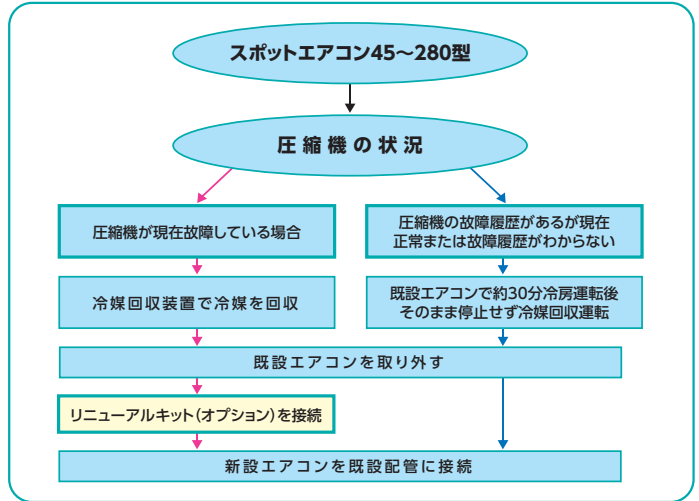 スポットエアコン45～280型
圧縮機の状況
圧縮機が現在故障している場合
圧縮機の故障履歴があるが現在
正常または故障履歴がわからない
冷媒回収装置で冷媒を回収
既設エアコンで約30分冷房運転後
そのまま停止せず冷媒回収運転
既設エアコンを取り外す
リニューアルキット（オプション）を接続
新設エアコンを既設配管に接続